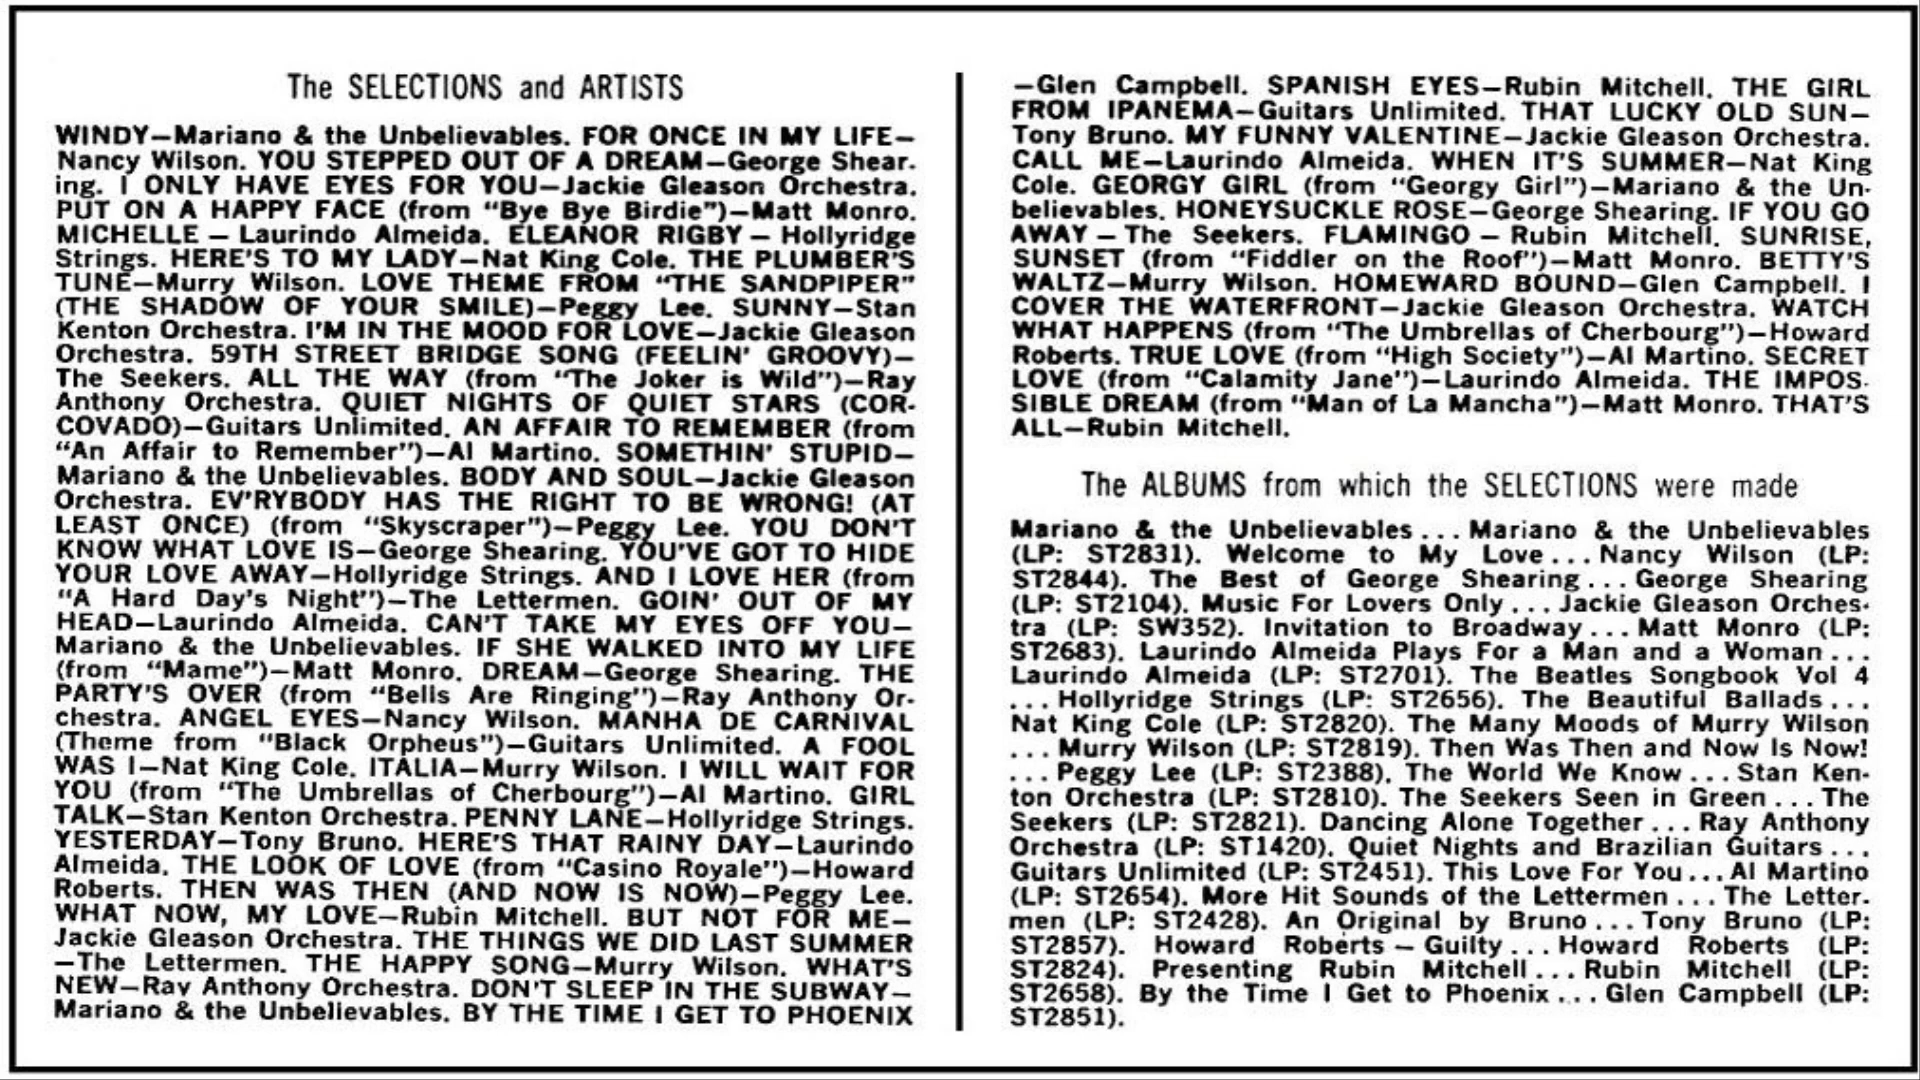 The SELECTIONS and ARTISTS
WINDY—Mariano & the Unbelievables. FOR ONCE IN MY LIFE—
Nancy Wilson. YOU STEPPED OUT OF A DREAM—George Shear-
ing. I ONLY HAVE EYES FOR YOU—Jackie Gleason Orchestra.
PUT ON A HAPPY FACE (from "Bye Bye Birdie")—Matt Monro.
MICHELLE — Laurindo Almeida. ELEANOR RIGBY — Hollyridge
Strings. HERE'S TO MY LADY—Nat King Cole. THE PLUMBER'S
TUNE—Murry Wilson. LOVE THEME FROM "THE SANDPIPER"
(THE SHADOW OF YOUR SMILE)—Peggy Lee. SUNNY—Stan
Kenton Orchestra. I'M IN THE MOOD FOR LOVE—Jackie Gleason
Orchestra. 59TH STREET BRIDGE SONG (FEELIN' GROOVY)—
The Seekers. ALL THE WAY (from "The Joker is Wild")—Ray
Anthony Orchestra. QUIET NIGHTS OF QUIET STARS (COR-
COVADO)—Guitars Unlimited. AN AFFAIR TO REMEMBER (from
"An Affair to Remember")—Al Martino. SOMETHIN' STUPID—
Mariano & the Unbelievables. BODY AND SOUL—Jackie Gleason
Orchestra. EV'RYBODY HAS THE RIGHT TO BE WRONG! (AT
LEAST ONCE) (from "Skyscraper")—Peggy Lee. YOU DON'T
KNOW WHAT LOVE IS—George Shearing. YOU'VE GOT TO HIDE
YOUR LOVE AWAY—Hollyridge Strings. AND I LOVE HER (from
"A Hard Day's Night")—The Lettermen. GOIN' OUT OF MY
HEAD—Laurindo Almeida. CAN'T TAKE MY EYES OFF YOU—
Mariano & the Unbelievables. IF SHE WALKED INTO MY LIFE
(from "Mame")—Matt Monro. DREAM—George Shearing. THE
PARTY'S OVER (from "Bells Are Ringing")—Ray Anthony Or-
chestra. ANGEL EYES—Nancy Wilson. MANHA DE CARNIVAL
(Theme from "Black Orpheus")—Guitars Unlimited. A FOOL
WAS I—Nat King Cole. ITALIA—Murry Wilson. I WILL WAIT FOR
YOU (from "The Umbrellas of Cherbourg")—Al Martino. GIRL
TALK—Stan Kenton Orchestra. PENNY LANE—Hollyridge Strings.
YESTERDAY—Tony Bruno. HERE'S THAT RAINY DAY—Laurindo
Almeida. THE LOOK OF LOVE (from "Casino Royale")—Howard
Roberts. THEN WAS THEN (AND NOW IS NOW)—Peggy Lee.
WHAT NOW, MY LOVE—Rubin Mitchell. BUT NOT FOR ME—
Jackie Gleason Orchestra. THE THINGS WE DID LAST SUMMER
—The Lettermen. THE HAPPY SONG—Murry Wilson. WHAT'S
NEW—Ray Anthony Orchestra. DON'T SLEEP IN THE SUBWAY—
Mariano & the Unbelievables. BY THE TIME I GET TO PHOENIX
—Glen Campbell. SPANISH EYES—Rubin Mitchell. THE GIRL
FROM IPANEMA—Guitars Unlimited. THAT LUCKY OLD SUN—
Tony Bruno. MY FUNNY VALENTINE—Jackie Gleason Orchestra.
CALL ME—Laurindo Almeida. WHEN IT'S SUMMER—Nat King
Cole. GEORGY GIRL (from "Georgy Girl")—Mariano & the Un-
believables. HONEYSUCKLE ROSE—George Shearing. IF YOU GO
AWAY — The Seekers. FLAMINGO — Rubin Mitchell. SUNRISE,
SUNSET (from "Fiddler on the Roof")—Matt Monro. BETTY'S
WALTZ—Murry Wilson. HOMEWARD BOUND—Glen Campbell. I
COVER THE WATERFRONT—Jackie Gleason Orchestra. WATCH
WHAT HAPPENS (from "The Umbrellas of Cherbourg")—Howard
Roberts. TRUE LOVE (from "High Society")—Al Martino. SECRET
LOVE (from "Calamity Jane")—Laurindo Almeida. THE IMPOS-
SIBLE DREAM (from "Man of La Mancha")—Matt Monro. THAT'S
ALL—Rubin Mitchell.
The ALBUMS from which the SELECTIONS were made
Mariano & the Unbelievables ... Mariano & the Unbelievables
(LP: ST2831). Welcome to My Love ... Nancy Wilson (LP:
ST2844). The Best of George Shearing ... George Shearing
(LP: ST2104). Music For Lovers Only ... Jackie Gleason Orches-
tra (LP: SW352). Invitation to Broadway ... Matt Monro (LP:
ST2683). Laurindo Almeida Plays For a Man and a Woman ...
Laurindo Almeida (LP: ST2701). The Beatles Songbook Vol 4
... Hollyridge Strings (LP: ST2656). The Beautiful Ballads ...
Nat King Cole (LP: ST2820). The Many Moods of Murry Wilson
... Murry Wilson (LP: ST2819). Then Was Then and Now Is Now!
... Peggy Lee (LP: ST2388). The World We Know ... Stan Ken-
ton Orchestra (LP: ST2810). The Seekers Seen in Green ... The
Seekers (LP: ST2821). Dancing Alone Together ... Ray Anthony
Orchestra (LP: ST1420). Quiet Nights and Brazilian Guitars ...
Guitars Unlimited (LP: ST2451). This Love For You ... Al Martino
(LP: ST2654). More Hit Sounds of the Lettermen ... The Letter-
men (LP: ST2428). An Original by Bruno ... Tony Bruno (LP:
ST2857). Howard Roberts — Guilty ... Howard Roberts (LP:
ST2824). Presenting Rubin Mitchell ... Rubin Mitchell (LP:
ST2658). By the Time I Get to Phoenix ... Glen Campbell (LP:
ST2851).